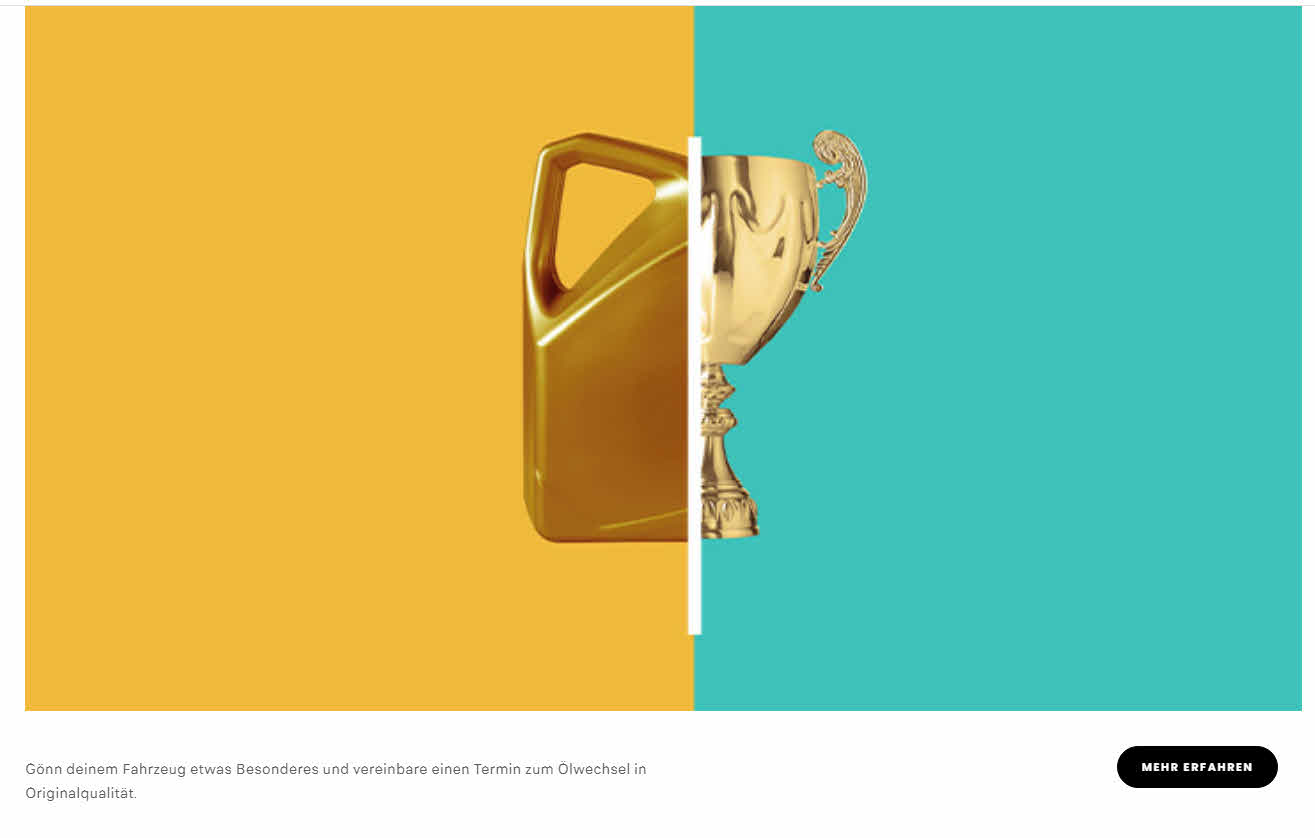 Gönn deinem Fahrzeug etwas Besonderes und vereinbare einen Termin zum Ölwechsel in
Originalqualität.
MEHR ERFAHREN